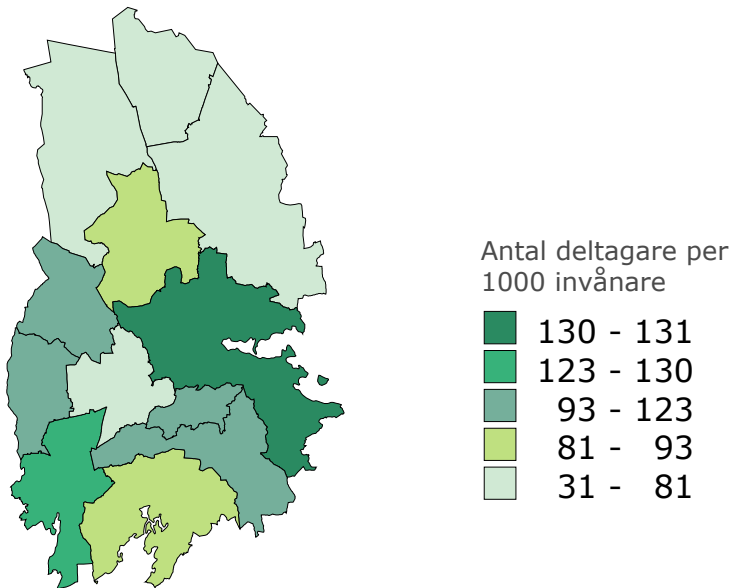 Antal deltagare per
1000 invånare
130 - 131
123 - 130
93 - 123
81 - 93
31 - 81